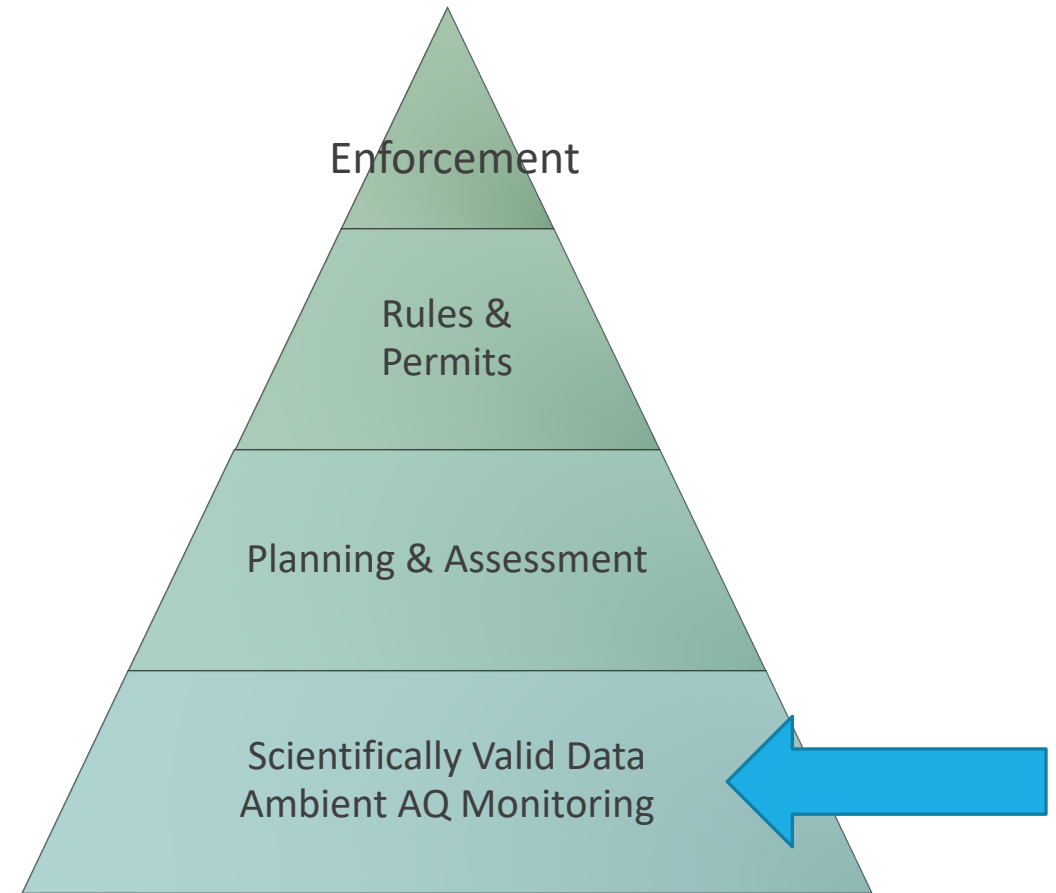 Enforcement
Rules &
Permits
Planning & Assessment
Scientifically Valid Data
Ambient AQ Monitoring